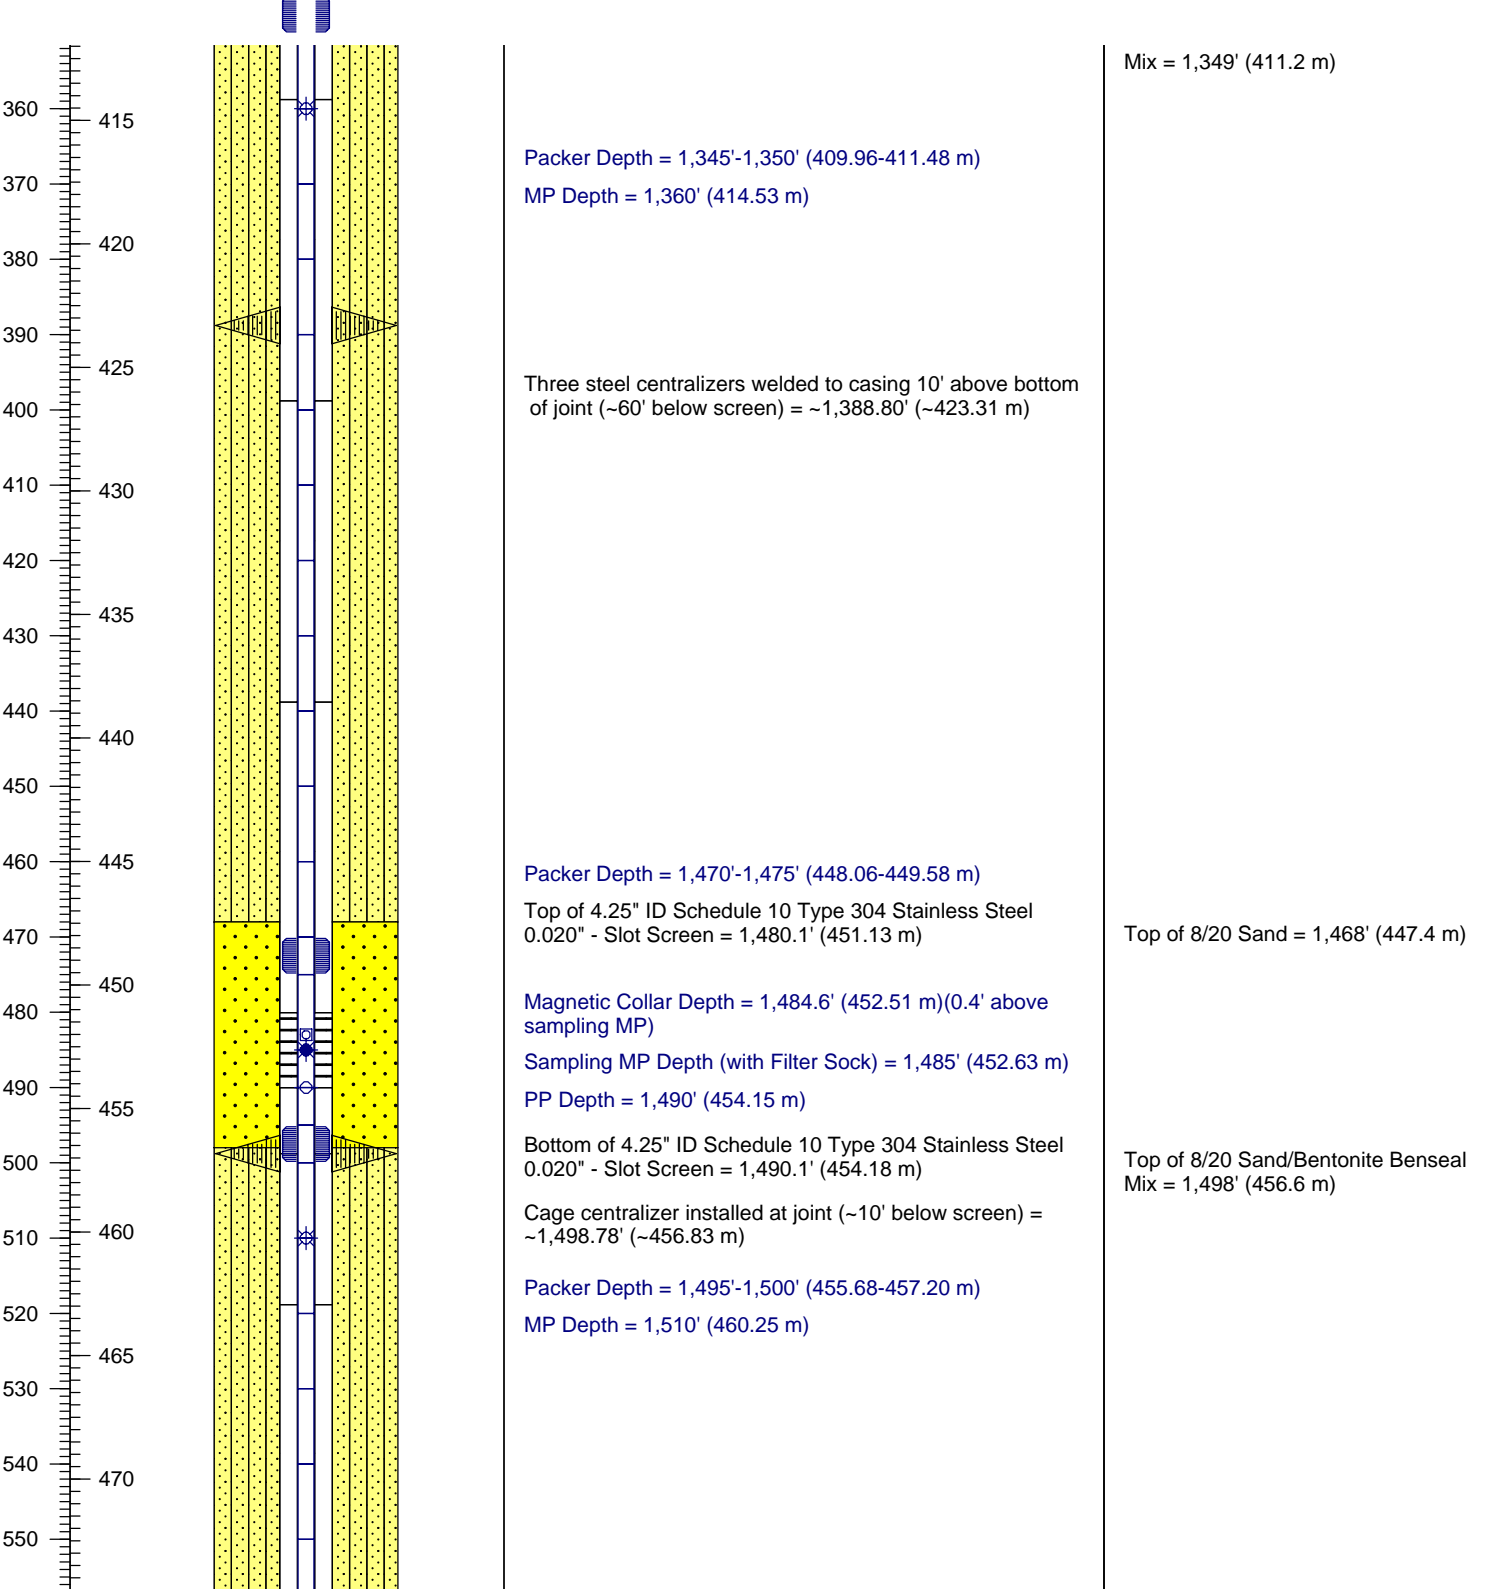 Mix = 1,349' (411.2 m)
360
415
Packer Depth = 1,345'-1,350' (409.96-411.48 m)
370
MP Depth = 1,360' (414.53 m)
420
380
390
425
Three steel centralizers welded to casing 10' above bottom
of joint (~60' below screen) = ~1,388.80' (~423.31 m)
400
410
430
420
435
430
440
440
450
460
445
Packer Depth = 1,470'-1,475' (448.06-449.58 m)
Top of 4.25" ID Schedule 10 Type 304 Stainless Steel
0.020" - Slot Screen = 1,480.1' (451.13 m)
470
Top of 8/20 Sand = 1,468' (447.4 m)
450
Magnetic Collar Depth = 1,484.6' (452.51 m)(0.4' above
sampling MP)
480
Sampling MP Depth (with Filter Sock) = 1,485' (452.63 m)
490
PP Depth = 1,490' (454.15 m)
455
Bottom of 4.25" ID Schedule 10 Type 304 Stainless Steel
0.020" - Slot Screen = 1,490.1' (454.18 m)
500
Top of 8/20 Sand/Bentonite Benseal
Mix = 1,498' (456.6 m)
Cage centralizer installed at joint (~10' below screen) =
~1,498.78' (~456.83 m)
460
510
Packer Depth = 1,495'-1,500' (455.68-457.20 m)
520
MP Depth = 1,510' (460.25 m)
465
530
540
470
550